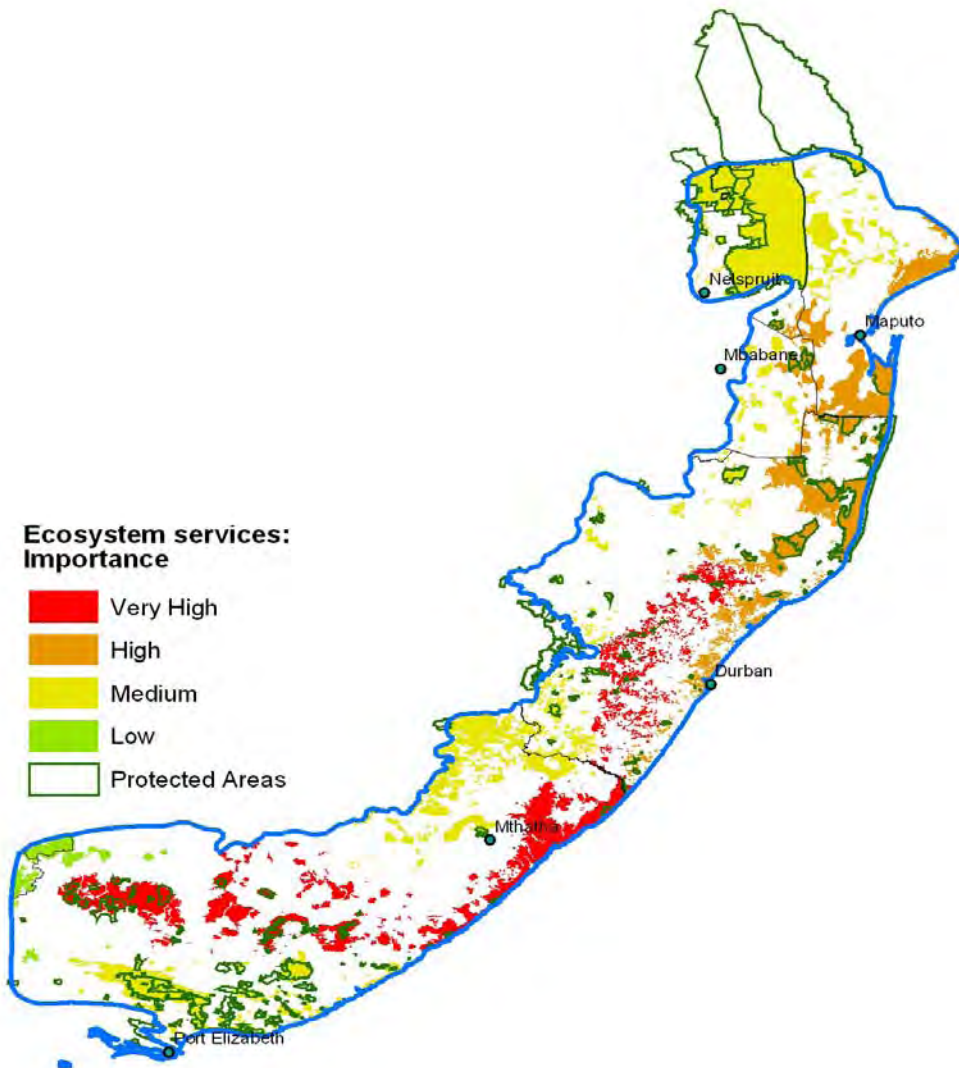 Nelspruit
Maputo
Mbabane
Ecosystem services:
Importance
Very High
High
Medium
Low
Protected Areas
Durban
Mthatha
Port Elizabeth